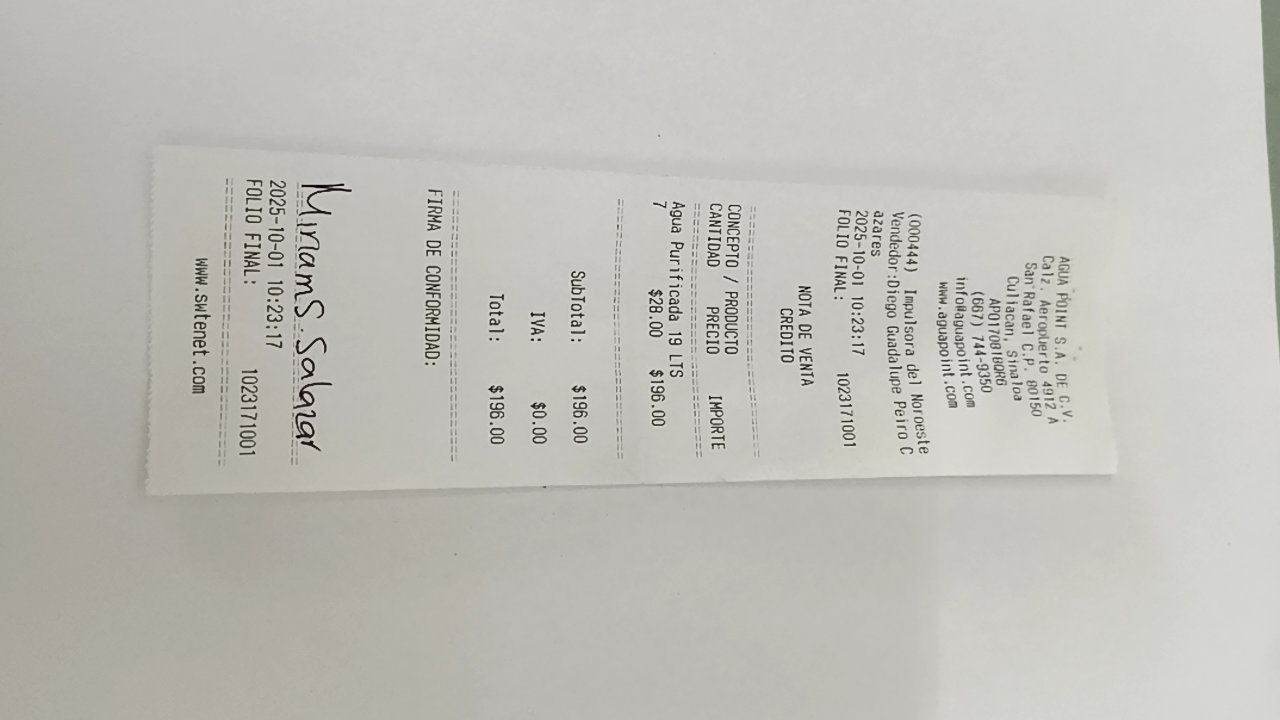 AGUA POINT S.A. DE C.V.
Calz. Aeropuerto 4912 A
San Rafael C.P. 80150
Culiacan, Sinaloa
APO170818QR6
(667) 744-9350
info@aguapoint.com
www.aguapoint.com
(000444) Impulsora del Noroeste
Vendedor:Diego Guadalupe Peiro C
azares
2025-10-01 10:23:17
FOLIO FINAL: 1023171001
NOTA DE VENTA
CREDITO
CONCEPTO / PRODUCTO
CANTIDAD PRECIO IMPORTE
Agua Purificada 19 LTS
7 $28.00 $196.00
SubTotal: $196.00
IVA: $0.00
Total: $196.00
FIRMA DE CONFORMIDAD:
Miriam S. Salazar
2025-10-01 10:23:17
FOLIO FINAL: 1023171001
www.swtenet.com